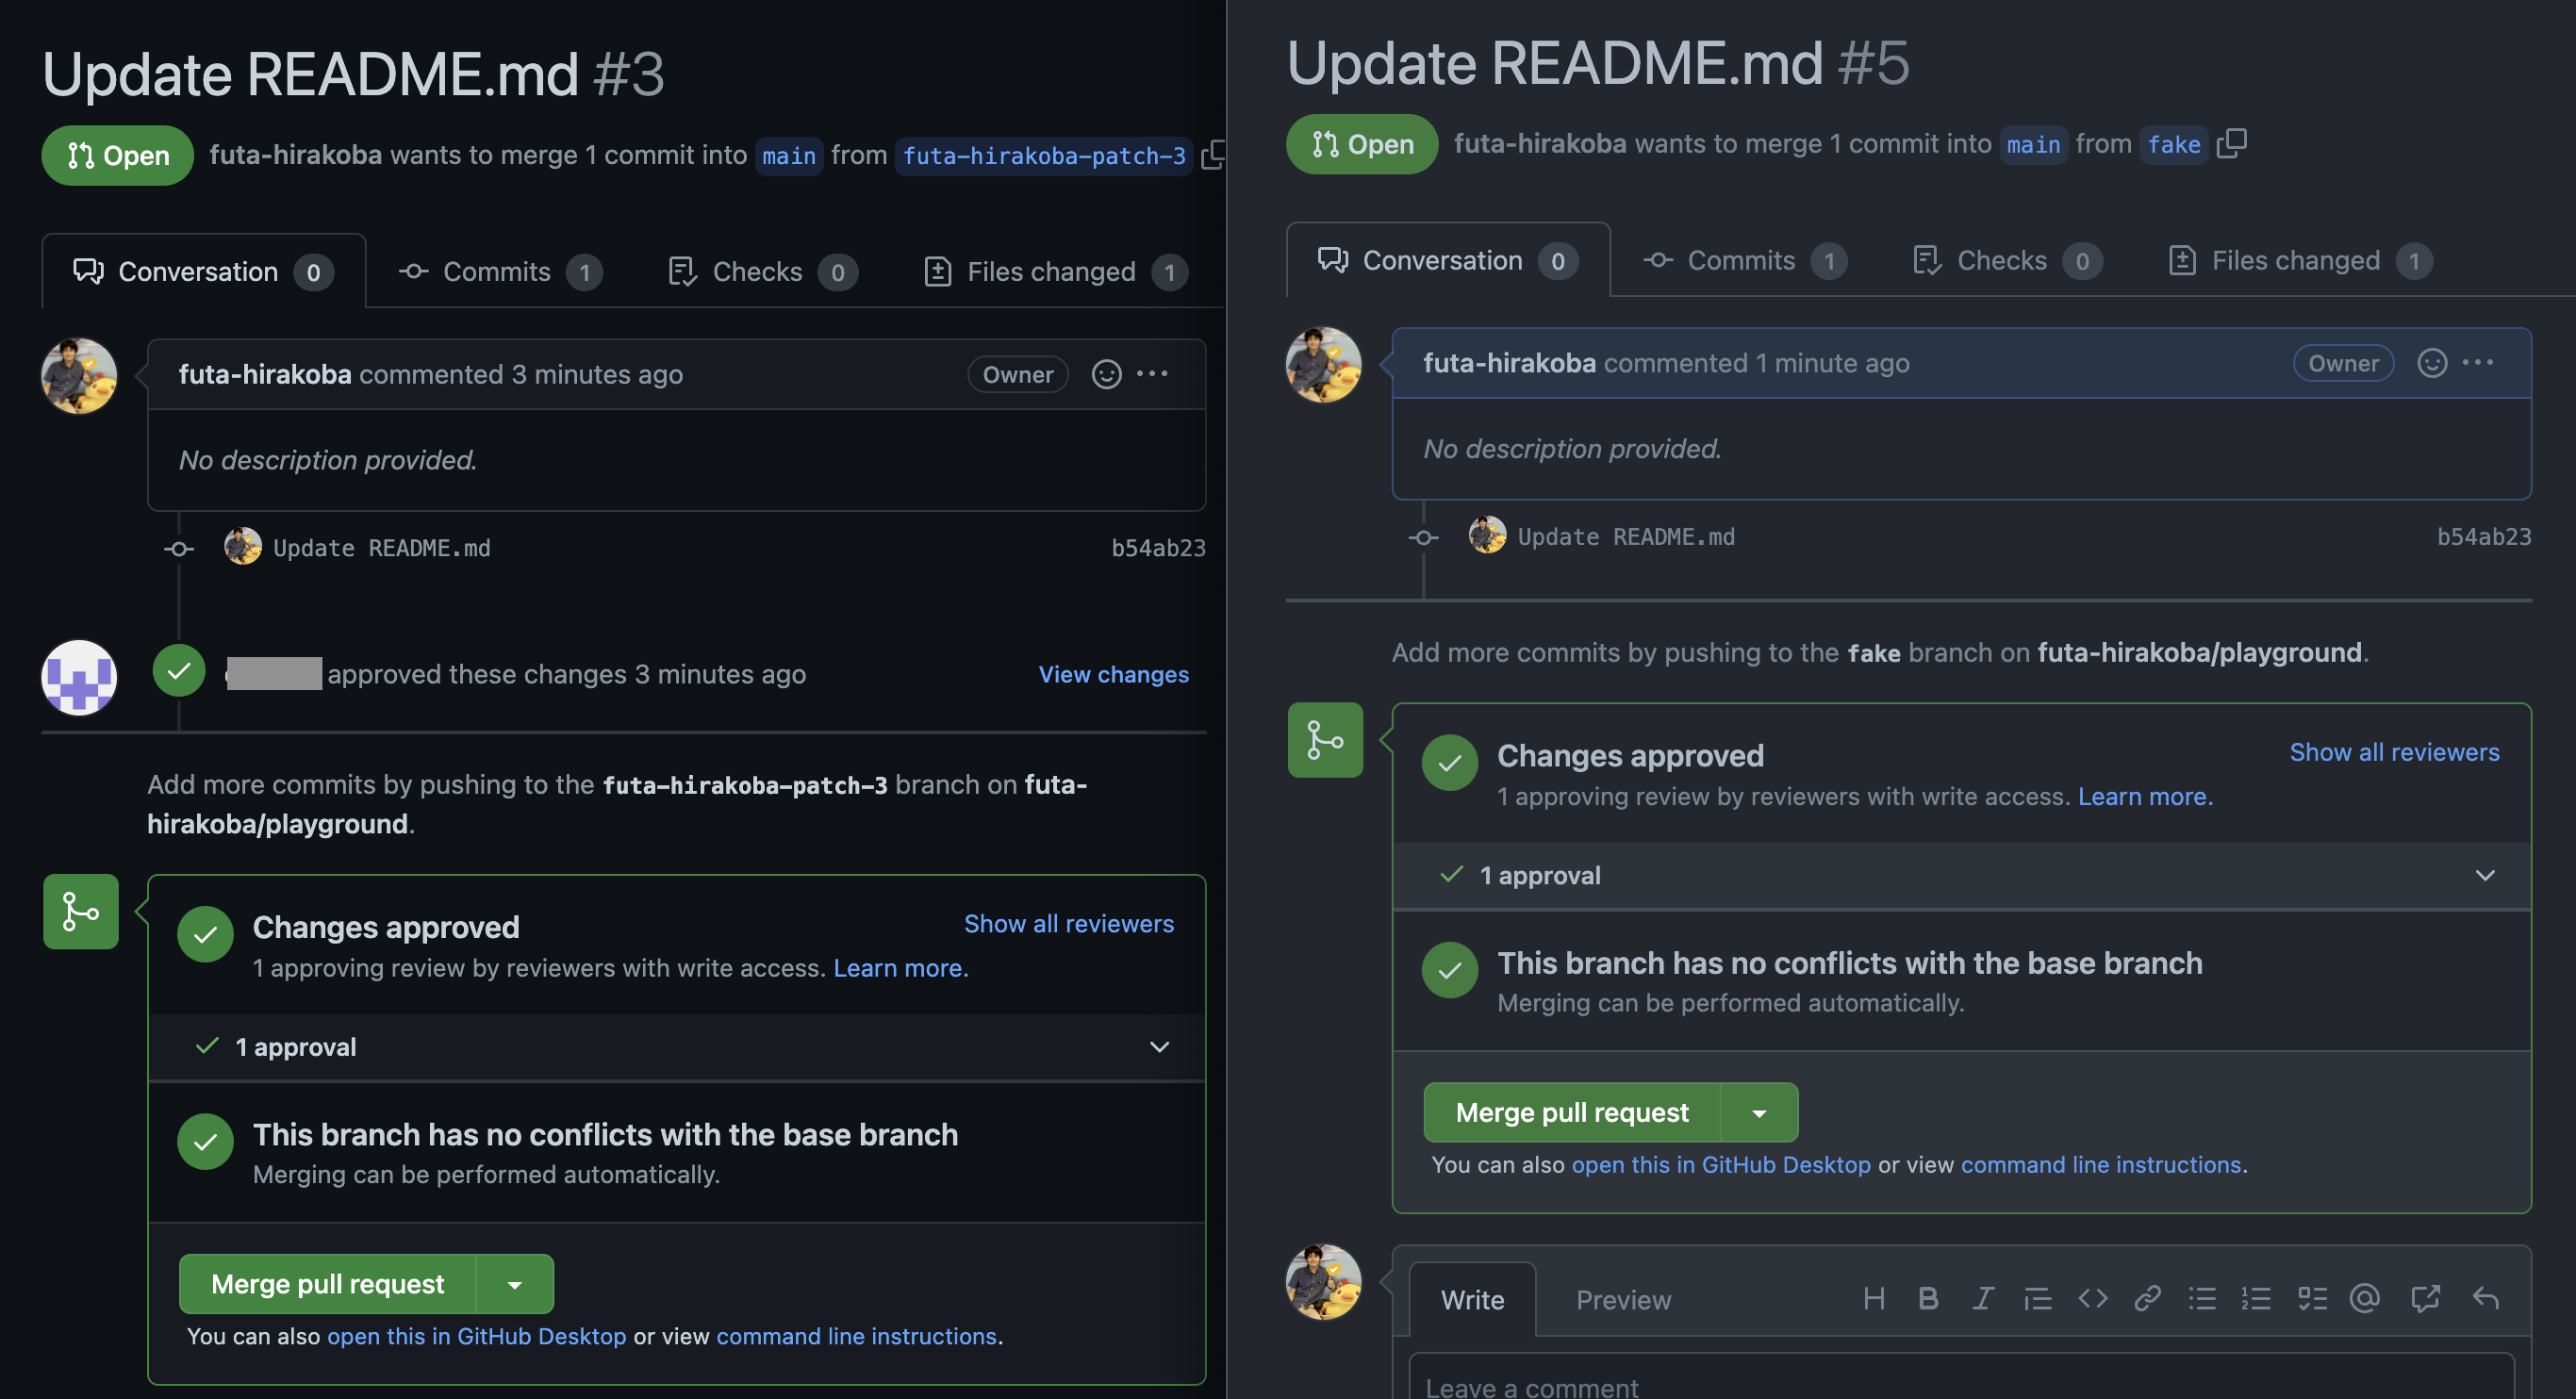 Update README.md #3
Open futa-hirakoba wants to merge 1 commit into main from futa-hirakoba-patch-3
Conversation 0 Commits 1 Checks 0 Files changed 1
futa-hirakoba commented 3 minutes ago Owner
No description provided.
Update README.md b54ab23
approved these changes 3 minutes ago View changes
Add more commits by pushing to the futa-hirakoba-patch-3 branch on futa-
hirakoba/playground.
Changes approved Show all reviewers
1 approving review by reviewers with write access. Learn more.
1 approval
This branch has no conflicts with the base branch
Merging can be performed automatically.
Merge pull request
You can also open this in GitHub Desktop or view command line instructions.
Update README.md #5
Open futa-hirakoba wants to merge 1 commit into main from fake
Conversation 0 Commits 1 Checks 0 Files changed 1
futa-hirakoba commented 1 minute ago Owner
No description provided.
Update README.md b54ab23
Add more commits by pushing to the fake branch on futa-hirakoba/playground.
Changes approved Show all reviewers
1 approving review by reviewers with write access. Learn more.
1 approval
This branch has no conflicts with the base branch
Merging can be performed automatically.
Merge pull request
You can also open this in GitHub Desktop or view command line instructions.
Write Preview
Leave a comment